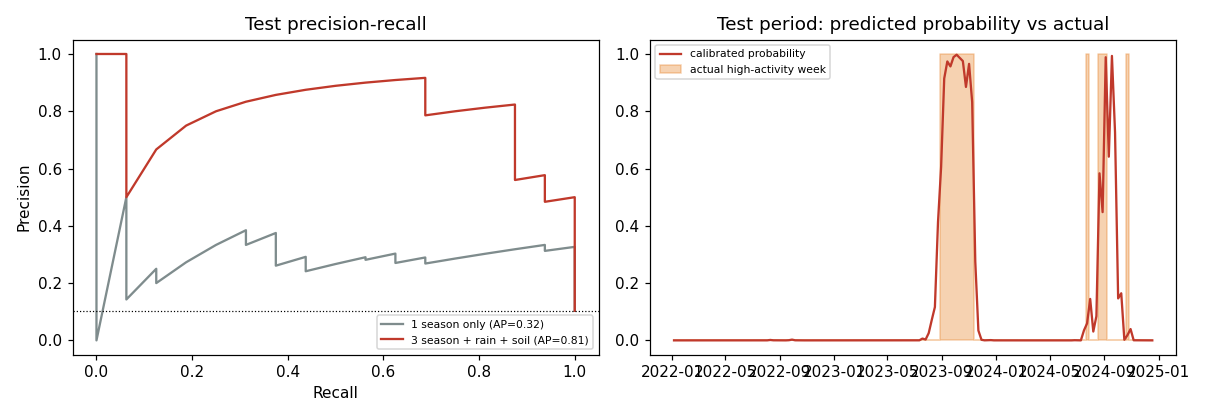 Test precision-recall
Precision
1.0
0.8
0.6
0.4
0.2
0.0
1 season only (AP=0.32)
3 season + rain + soil (AP=0.81)
0.0 0.2 0.4 0.6 0.8 1.0
Recall
Test period: predicted probability vs actual
calibrated probability
actual high-activity week
1.0
0.8
0.6
0.4
0.2
0.0
2022-01 2022-05 2022-09 2023-01 2023-05 2023-09 2024-01 2024-05 2024-09 2025-01